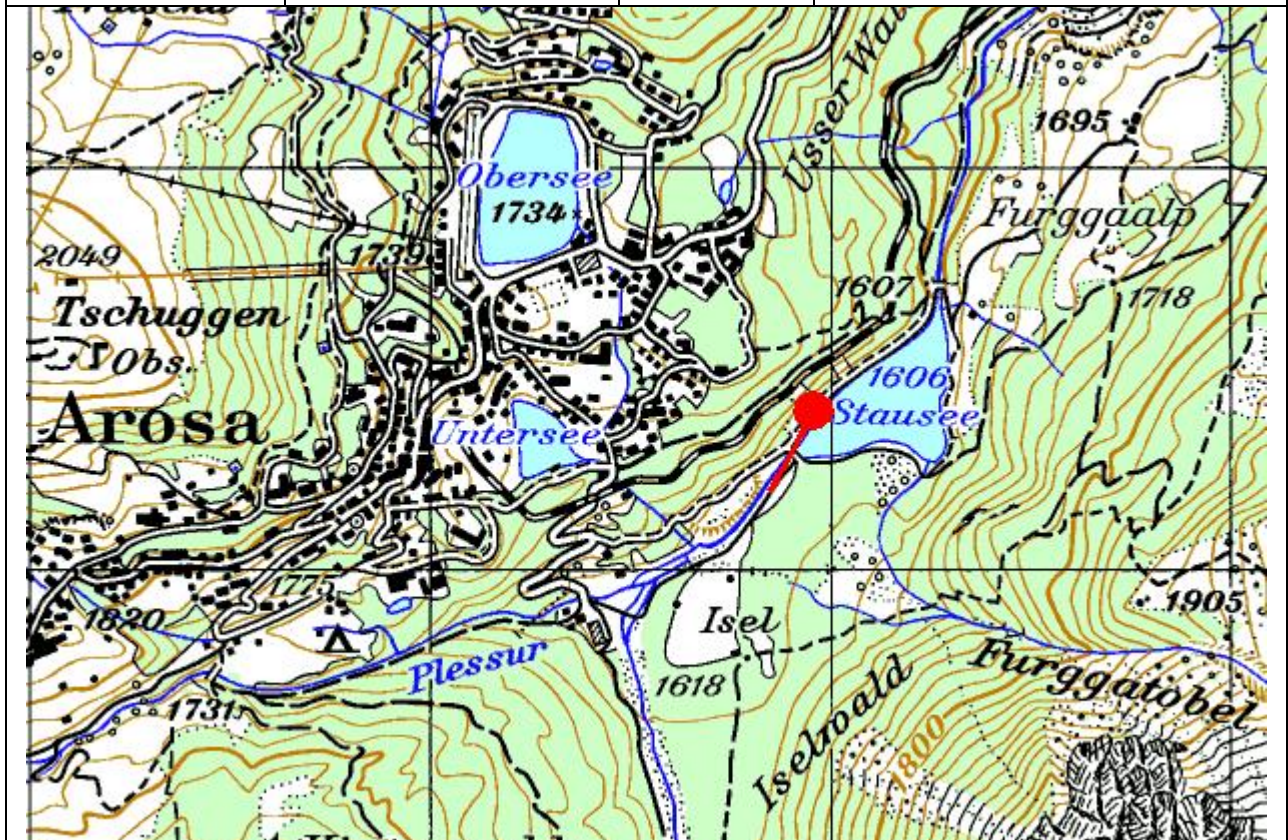 Usser Wal
1695
Obersee
1734
Furggaalp
2049
1739
1607
1718
Tschuggen
Obs.
1606
Stausee
Arosa
Untersee
1775
1820
Isel
1905
Plessur
Furggatobel
1618
1731
Iselwald
1800